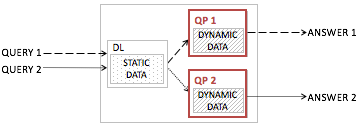 QUERY 1
QUERY 2
DL
STATIC
DATA
QP 1
DYNAMIC
DATA
QP 2
DYNAMIC
DATA
ANSWER 1
ANSWER 2